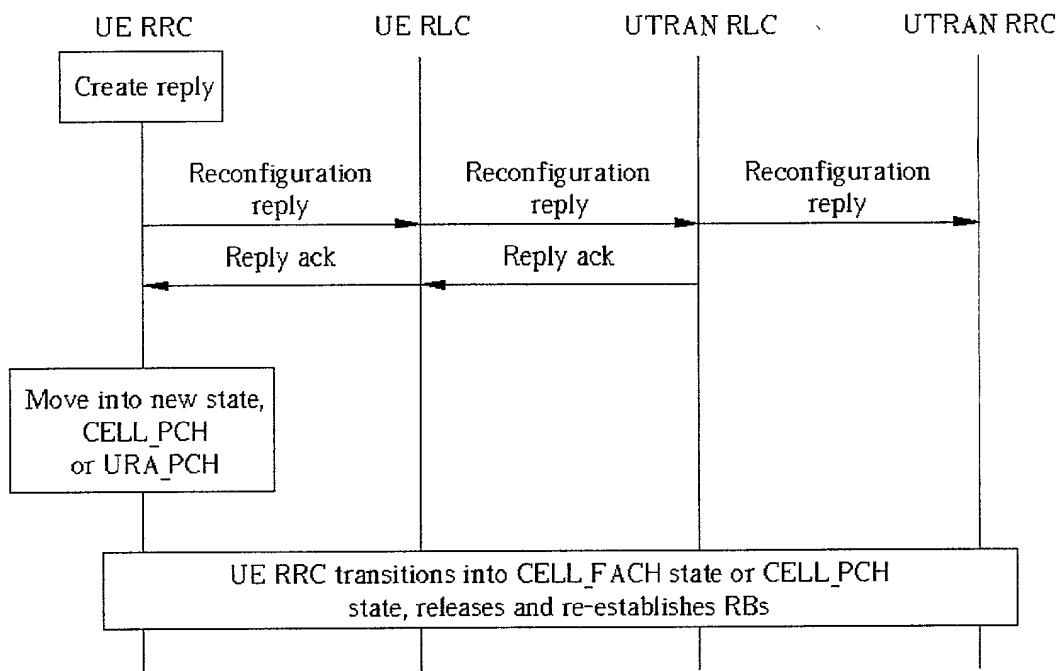 UE RRC UE RLC UTRAN RLC UTRAN RRC
Create reply
Reconfiguration reply
Reconfiguration reply
Reconfiguration reply
Reply ack
Reply ack
Move into new state,
CELL_PCH
or URA_PCH
UE RRC transitions into CELL_FACH state or CELL_PCH
state, releases and re-establishes RBs